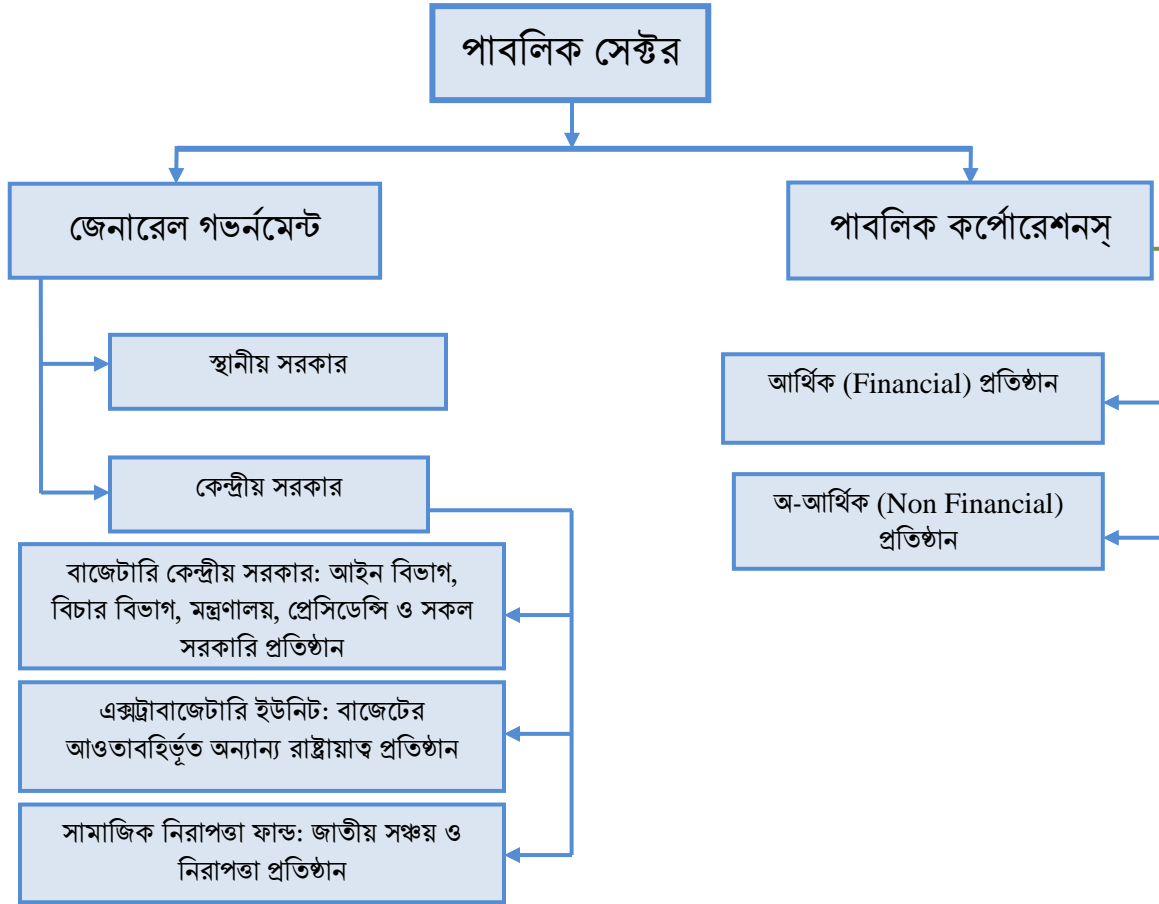 পাবলিক সেক্টর
জেনারেল গভর্নমেন্ট
পাবলিক কর্পোরেশনস্
স্থানীয় সরকার
আর্থিক (Financial) প্রতিষ্ঠান
কেন্দ্রীয় সরকার
অ-আর্থিক (Non Financial)
প্রতিষ্ঠান
বাজেটারি কেন্দ্রীয় সরকার: আইন বিভাগ,
বিচার বিভাগ, মন্ত্রণালয়, প্রেসিডেন্সি ও সকল
সরকারি প্রতিষ্ঠান
এক্সট্রাবাজেটারি ইউনিট: বাজেটের
আওতাবহির্ভূত অন্যান্য রাষ্ট্রায়াত্ব প্রতিষ্ঠান
সামাজিক নিরাপত্তা ফান্ড: জাতীয় সঞ্চয় ও
নিরাপত্তা প্রতিষ্ঠান